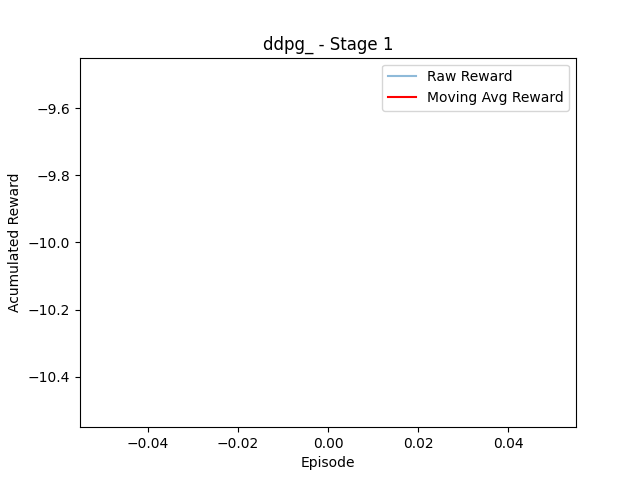 ddpg_ - Stage 1
Raw Reward
Moving Avg Reward
Acumulated Reward
−9.6
−9.8
−10.0
−10.2
−10.4
−0.04
−0.02
0.00
0.02
0.04
Episode